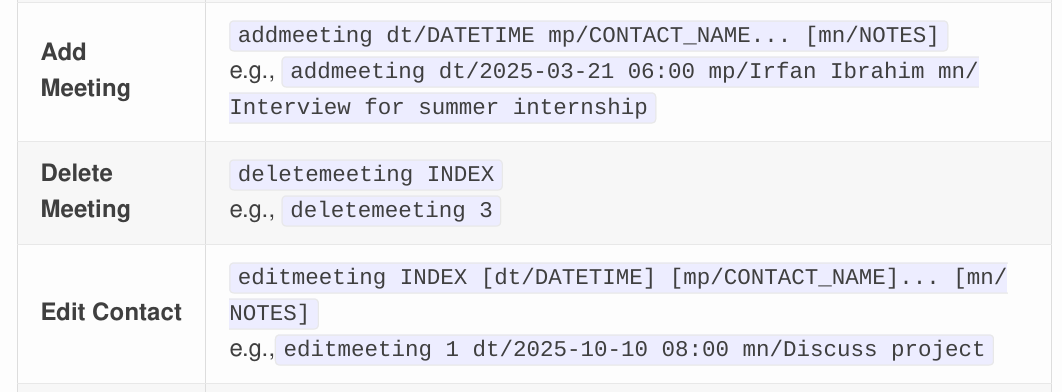 Add
Meeting
addmeeting dt/DATETIME mp/CONTACT_NAME... [mn/NOTES]
e.g., addmeeting dt/2025-03-21 06:00 mp/Irfan Ibrahim mn/
Interview for summer internship
Delete
Meeting
deletemeeting INDEX
e.g., deletemeeting 3
Edit Contact
editmeeting INDEX [dt/DATETIME] [mp/CONTACT_NAME]... [mn/
NOTES]
e.g., editmeeting 1 dt/2025-10-10 08:00 mn/Discuss project